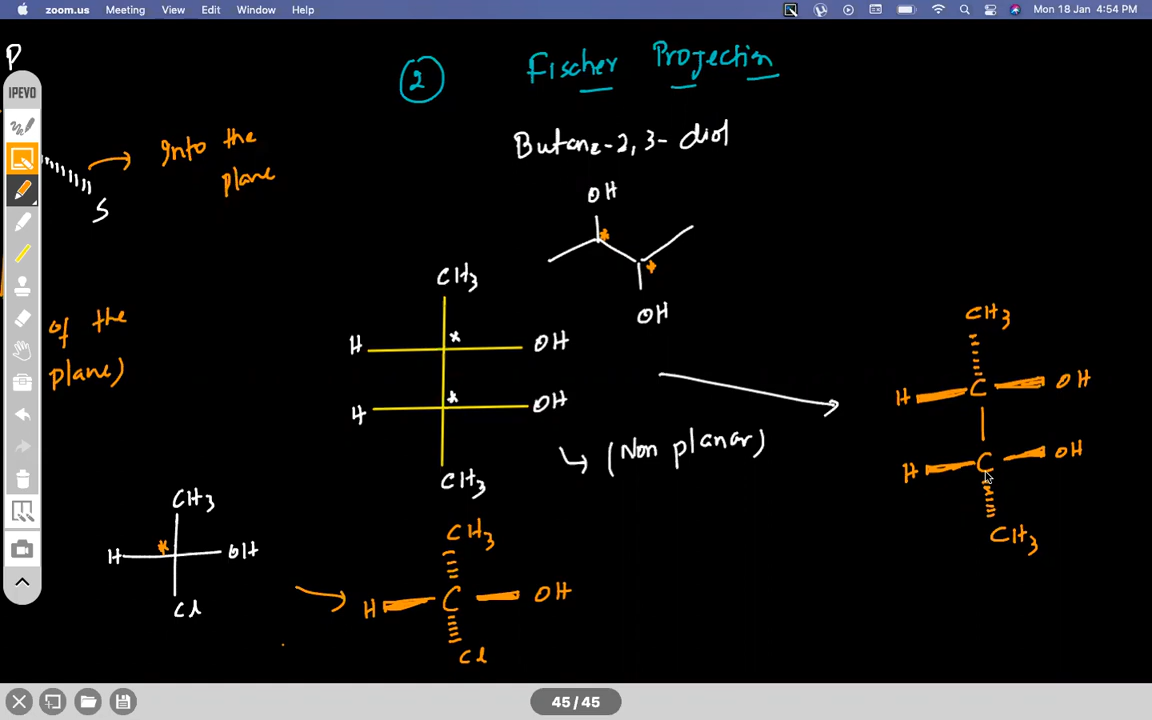 zoom.us Meeting View Edit Window Help Mon 18 Jan 4:54 PM
P
IPEVO
2 Fischer Projection
Into the
plane
S
Butane-2,3-diol
OH
OH
of the
plane)
CH3
H * OH
H * OH
CH3
(Non planar)
CH3
H C OH
H C OH
CH3
CH3
H * OH
Cl
CH3
H C OH
Cl
45/45